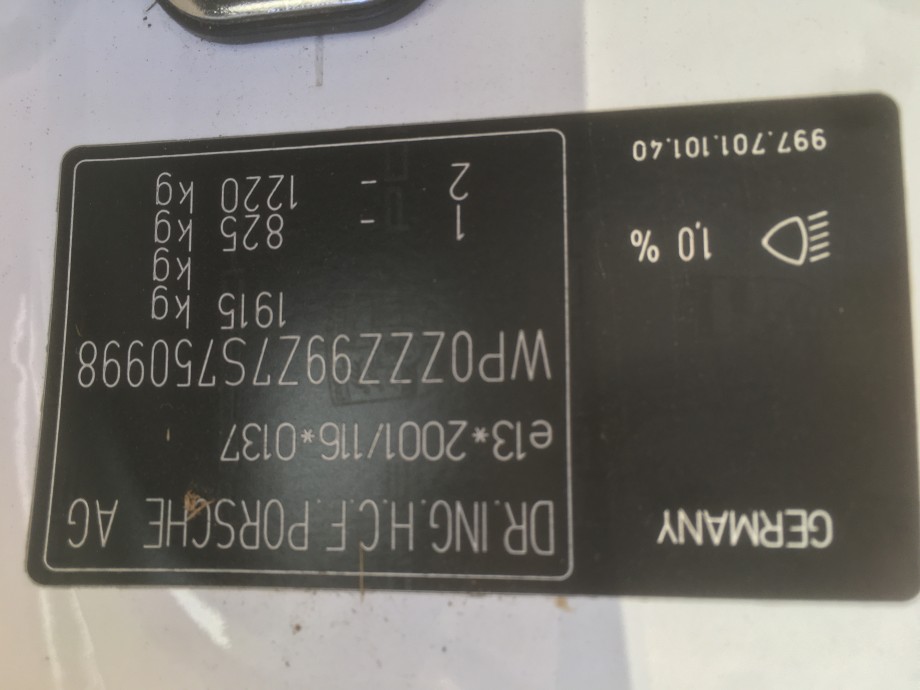 DR.ING.H.C.F.PORSCHE AG
e13*2001/116*0137
WP0ZZZ99Z7S750998
1915 kg
kg
1 - 825 kg
2 - 1220 kg
GERMANY
1,0 %
997.701.101.40